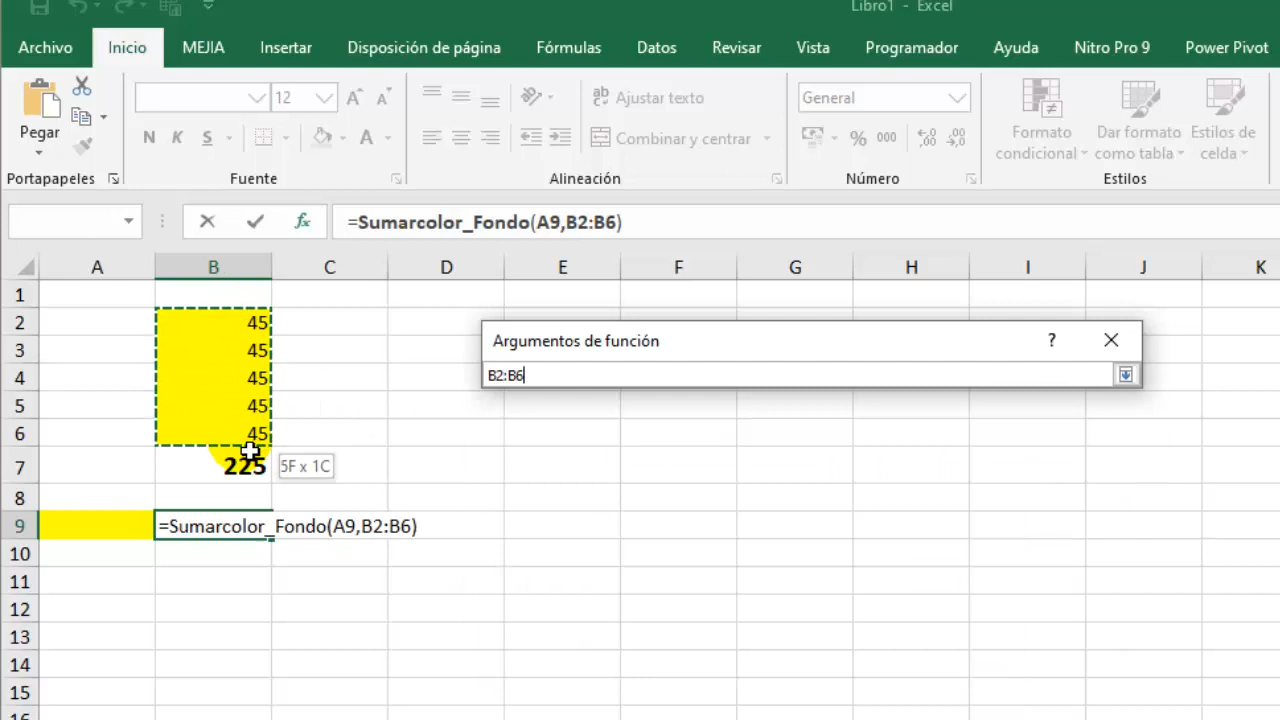 Libro1 - Excel
Archivo Inicio MEJIA Insertar Disposición de página Fórmulas Datos Revisar Vista Programador Ayuda Nitro Pro 9 Power Pivot
12 Ajustar texto General
Pegar N K S A Combinar y centrar % 000
Formato condicional
Dar formato como tabla
Estilos de celda
Portapapeles Fuente Alineación Número Estilos
fx =Sumarcolor_Fondo(A9,B2:B6)
A B C D E F G H I J K
1
2 45
3 45
4 45
5 45
6 45
7 225
8
9 =Sumarcolor_Fondo(A9,B2:B6)
10
11
12
13
14
15
Argumentos de función ?
B2:B6
5F x 1C